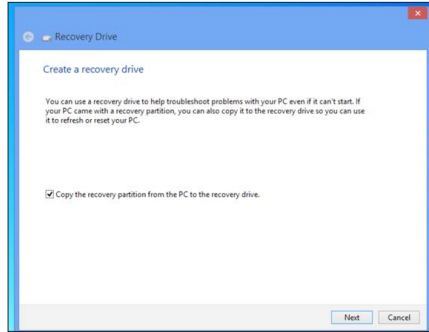 Recovery Drive
Create a recovery drive
You can use a recovery drive to help troubleshoot problems with your PC even if it can't start. If
your PC came with a recovery partition, you can also copy it to the recovery drive so you can use
it to refresh or reset your PC.
Copy the recovery partition from the PC to the recovery drive.
Next Cancel